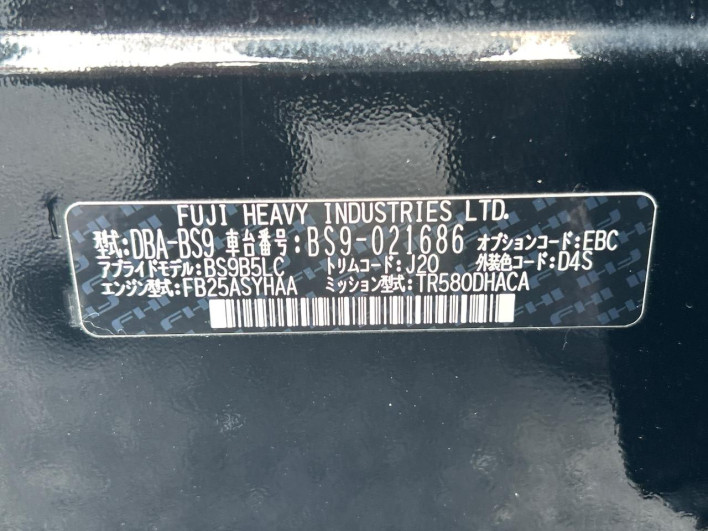 FUJI HEAVY INDUSTRIES LTD.
型式:DBA-BS9 車台番号:BS9-021686 オプションコード:EBC
アプライドモデル:BS9B5LC トリムコード:J20 外装色コード:D4S
エンジン型式:FB25ASYHAA ミッション型式:TR580DHACA